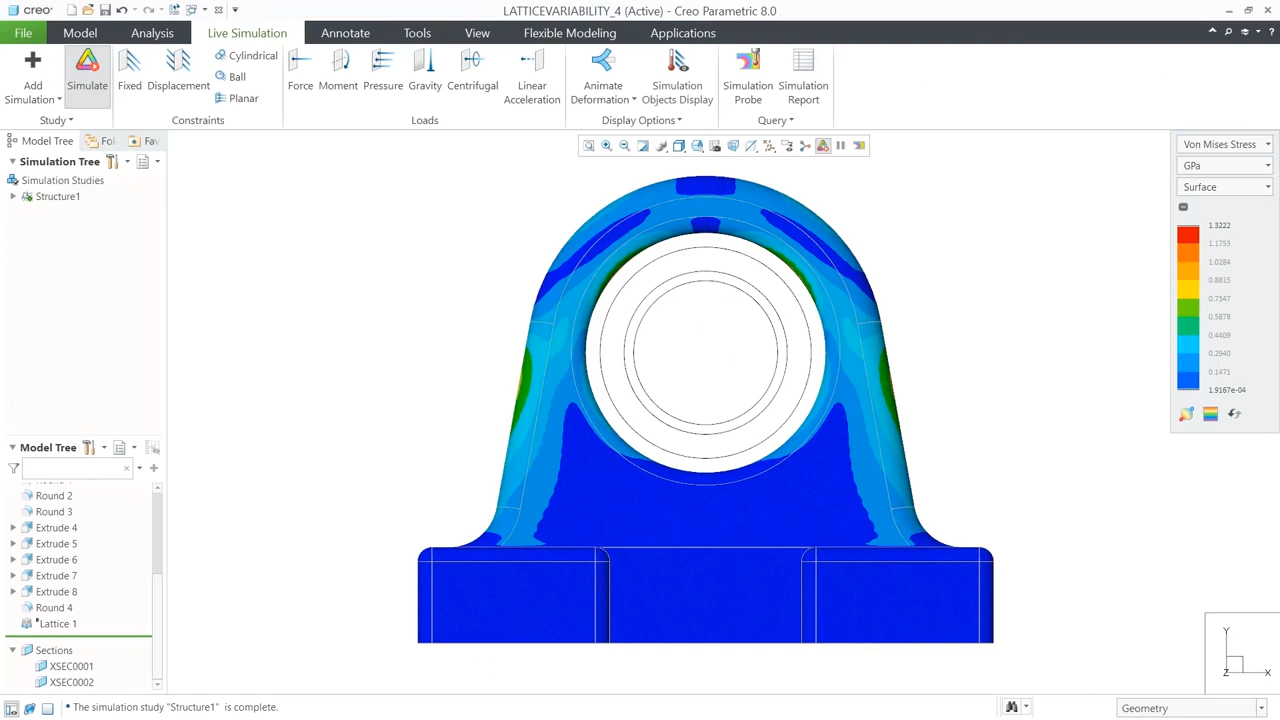 creo
LATTICEVARIABILITY_4 (Active) - Creo Parametric 8.0
File Model Analysis Live Simulation Annotate Tools View Flexible Modeling Applications
Add Simulation
Simulate
Fixed
Displacement
Cylindrical
Ball
Planar
Force
Moment
Pressure
Gravity
Centrifugal
Linear Acceleration
Animate Deformation
Simulation Objects Display
Simulation Probe
Simulation Report
Study Constraints Loads Display Options Query
Model Tree Fol Fav
Simulation Tree
Simulation Studies
Structure1
Von Mises Stress
GPa
Surface
1.3222
1.1753
1.0284
0.8815
0.7347
0.5878
0.4409
0.2940
0.1471
1.9167e-04
Model Tree
Round 2
Round 3
Extrude 4
Extrude 5
Extrude 6
Extrude 7
Extrude 8
Round 4
Lattice 1
Sections
XSEC0001
XSEC0002
Y
Z X
• The simulation study "Structure1" is complete.
Geometry